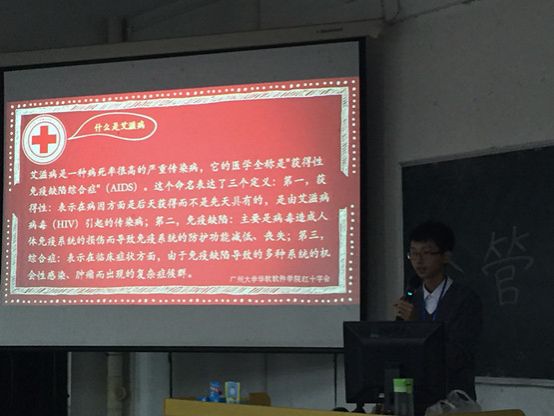 什么是艾滋病
艾滋病是一种病死率很高的严重传染病，它的医学全称是"获得性
免疫缺陷综合症"（AIDS）。这个命名表达了三个定义：第一，获
得性：表示在病因方面是后天获得而不是先天具有的，是由艾滋病
病毒（HIV）引起的传染病；第二，免疫缺陷：主要是病毒造成人
体免疫系统的损伤而导致免疫系统的防护功能减低、丧失；第三，
综合症：表示在临床症状方面，由于免疫缺陷导致的多种系统的机
会性感染、肿瘤而出现的复杂症候群。
广州大学华软软件学院红十字会
管